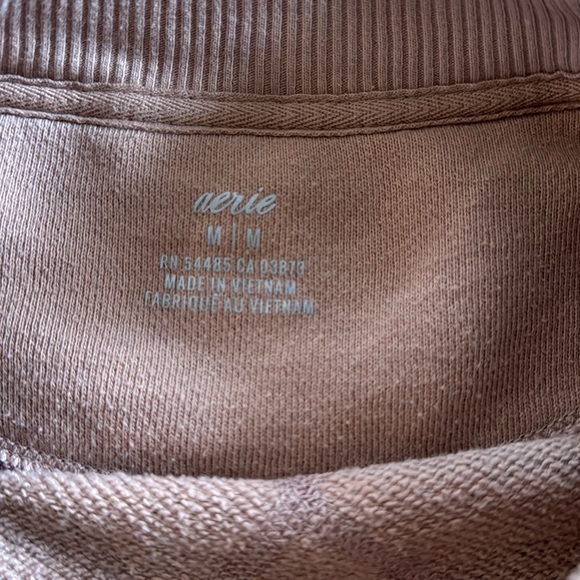 aerie
M | M
RN 54485 CA 03873
MADE IN VIETNAM
FABRIQUÉ AU VIETNAM